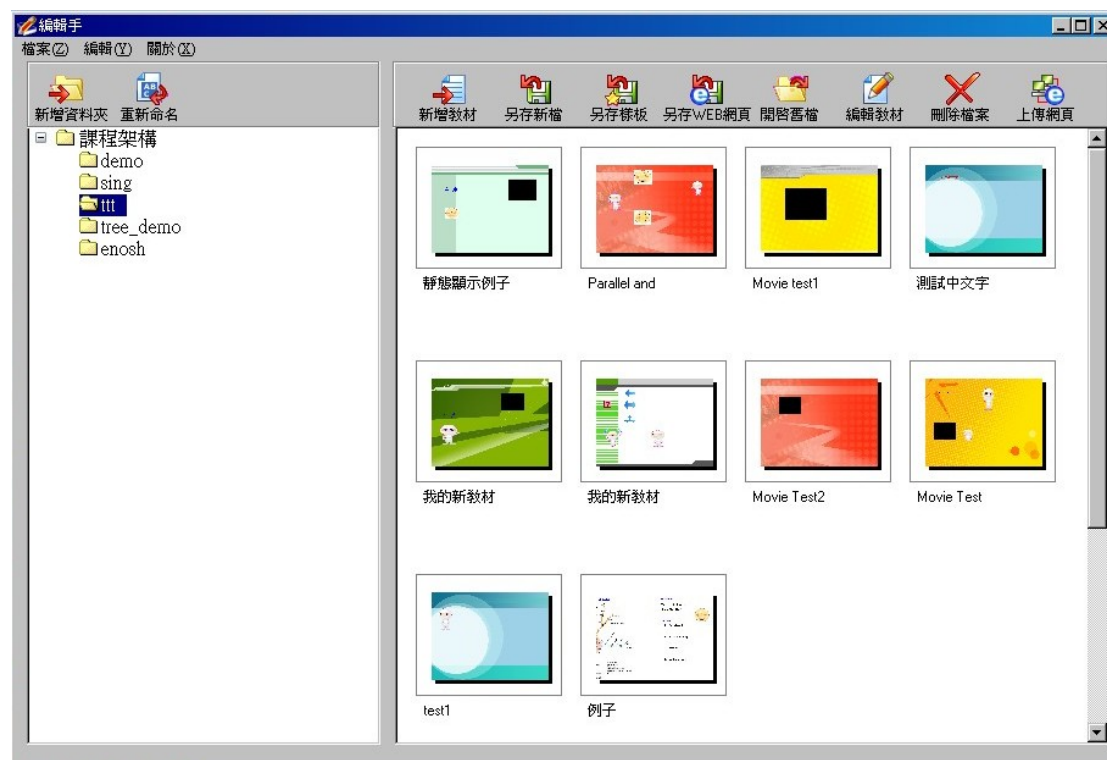 編輯手
檔案(Z) 編輯(Y) 關於(X)
新增資料夾 重新命名
新增教材 另存新檔 另存樣板 另存WEB網頁 開啟舊檔 編輯教材 刪除檔案 上傳網頁
課程架構
demo
sing
ttt
tree_demo
enosh
靜態顯示例子 Parallel and Movie test1 測試中文字
我的新教材 我的新教材 Movie Test2 Movie Test
test1 例子